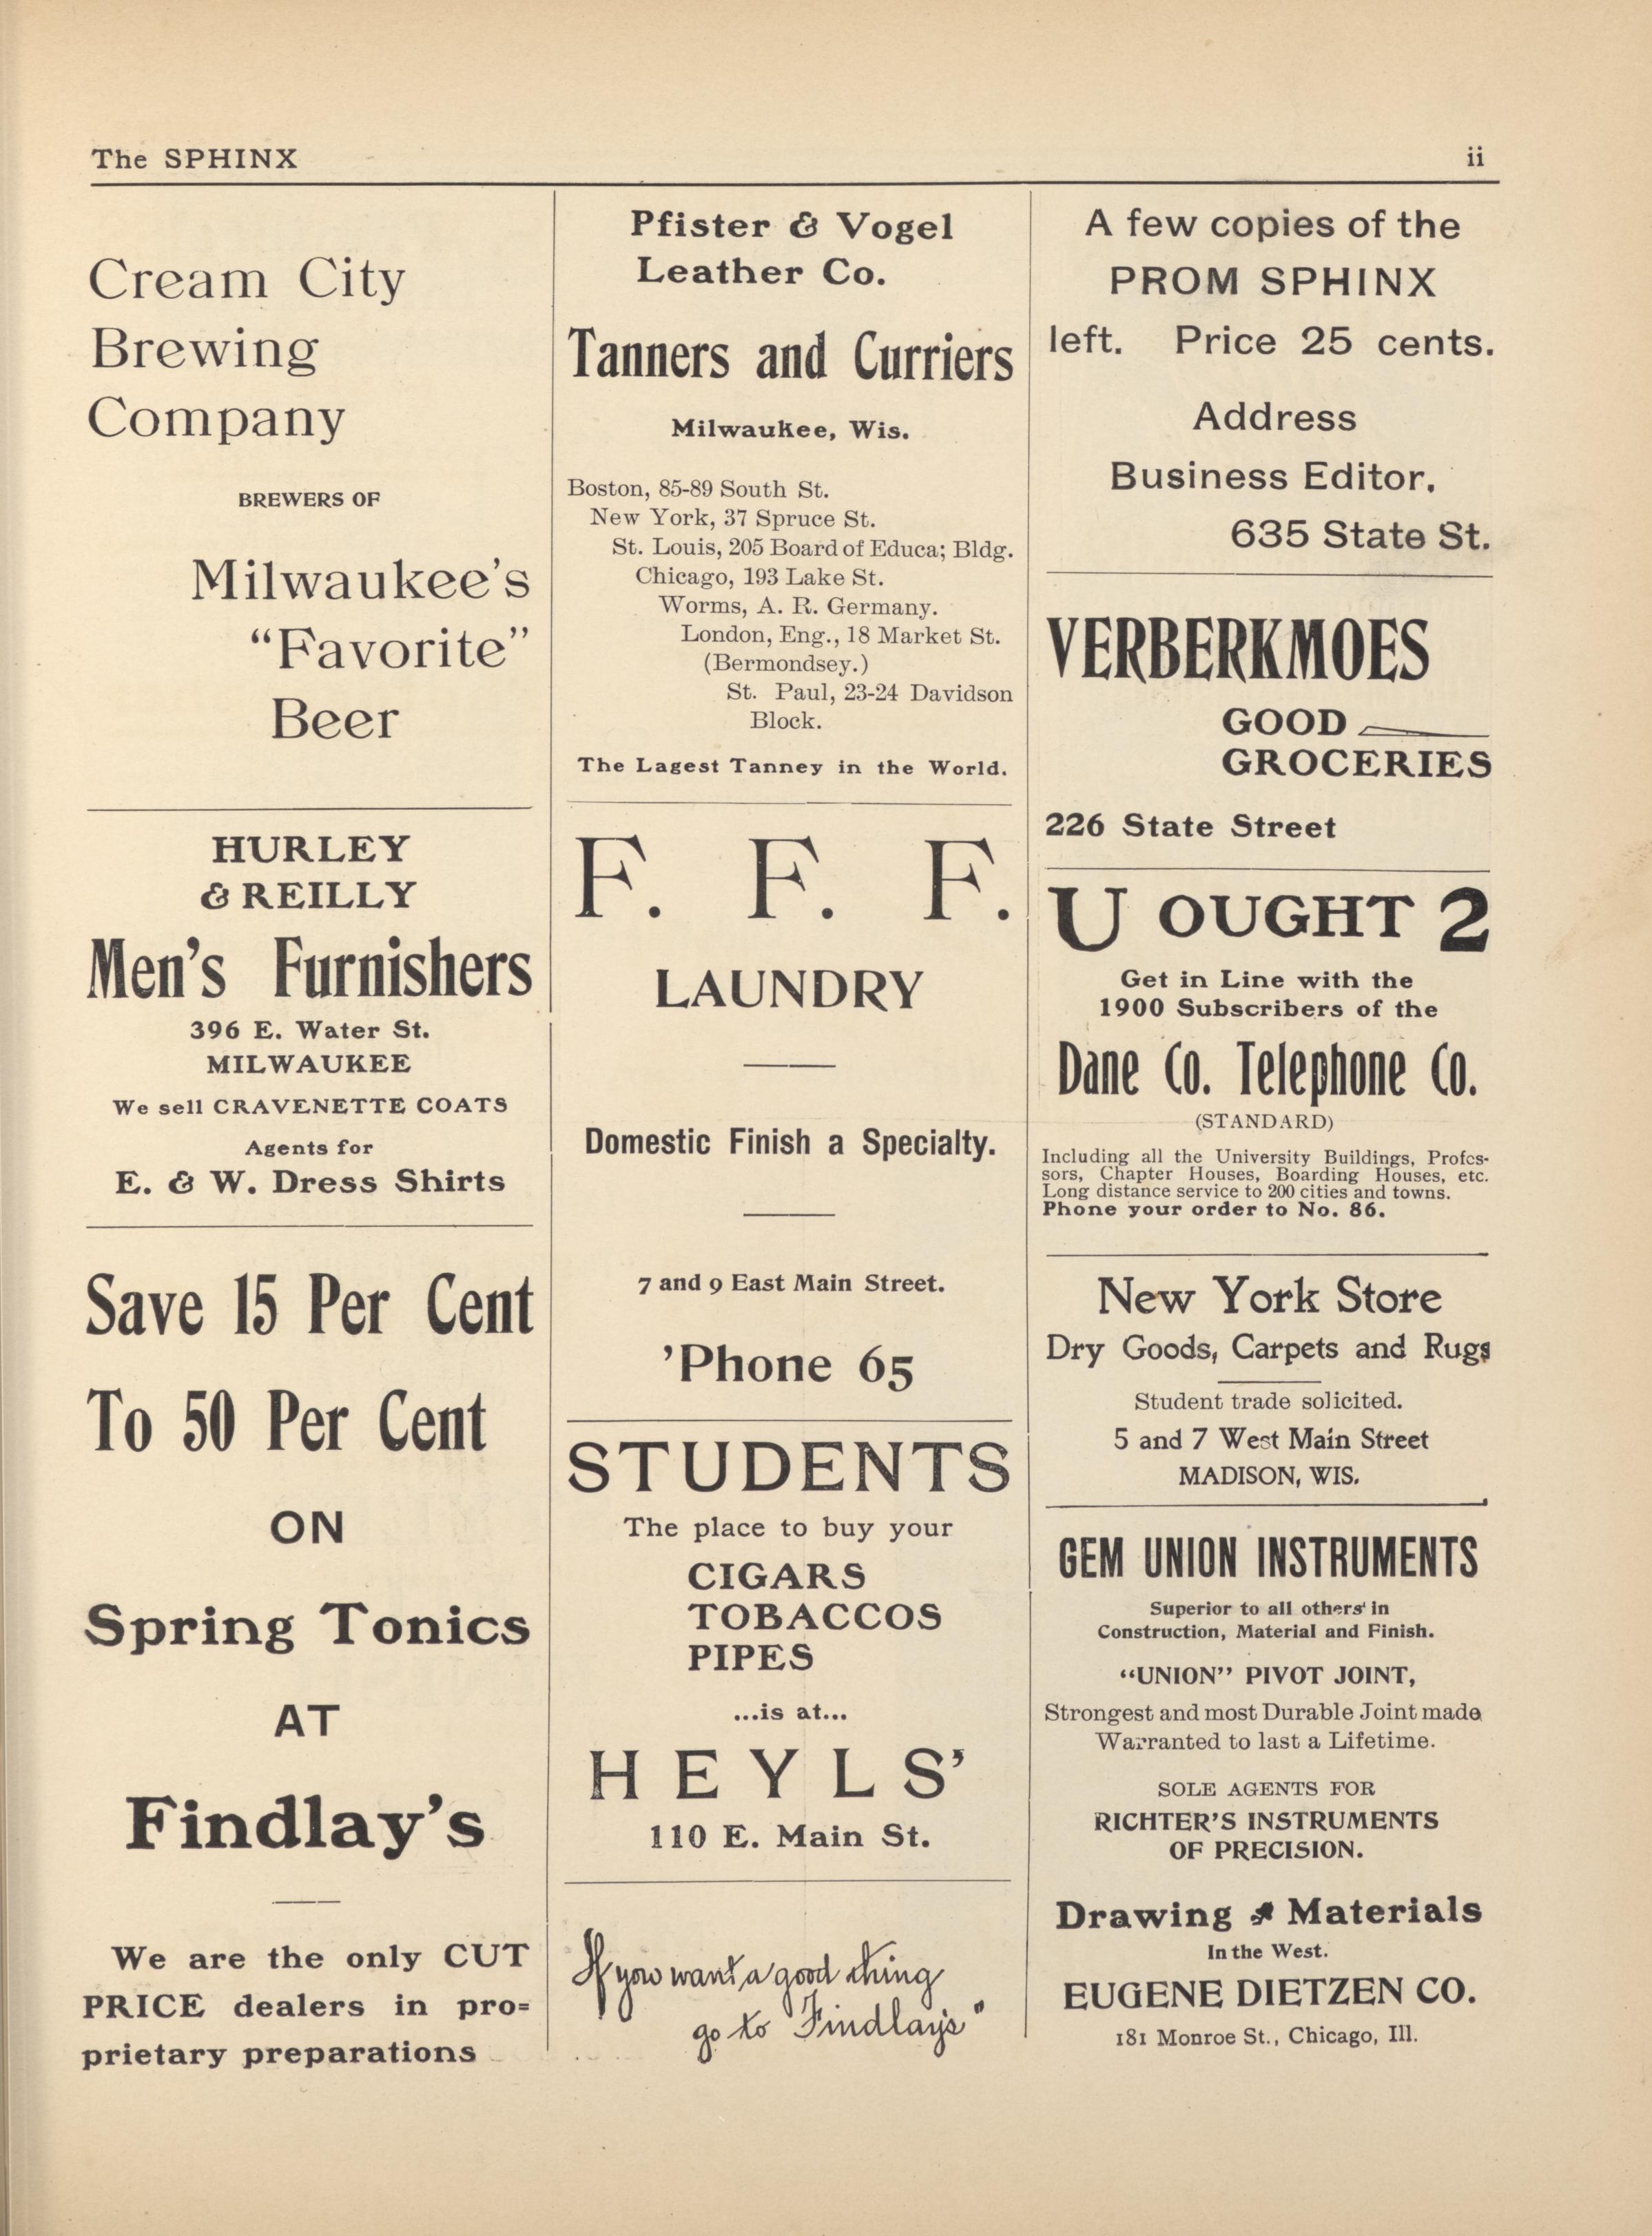 The SPHINX
ii
Cream City
Brewing
Company
BREWERS OF
Milwaukee's
“Favorite”
Beer
HURLEY
& REILLY
Men's Furnishers
396 E. Water St.
MILWAUKEE
We sell CRAVENETTE COATS
Agents for
E. & W. Dress Shirts
Save 15 Per Cent
To 50 Per Cent
ON
Spring Tonics
AT
Findlay's
We are the only CUT
PRICE dealers in pro=
prietary preparations
Pfister & Vogel
Leather Co.
Tanners and Curriers
Milwaukee, Wis.
Boston, 85-89 South St.
New York, 37 Spruce St.
St. Louis, 205 Board of Educa; Bldg.
Chicago, 193 Lake St.
Worms, A. R. Germany.
London, Eng., 18 Market St.
(Bermondsey.)
St. Paul, 23-24 Davidson
Block.
The Lagest Tanney in the World.
F. F. F.
LAUNDRY
Domestic Finish a Specialty.
7 and 9 East Main Street.
'Phone 65
STUDENTS
The place to buy your
CIGARS
TOBACCOS
PIPES
...is at...
HEYLS'
110 E. Main St.
If you want a good thing
go to "Findlay's"
A few copies of the
PROM SPHINX
left. Price 25 cents.
Address
Business Editor,
635 State St.
VERBERKMOES
GOOD
GROCERIES
226 State Street
U OUGHT 2
Get in Line with the
1900 Subscribers of the
Dane Co. Telephone Co.
(STANDARD)
Including all the University Buildings, Profes-
sors, Chapter Houses, Boarding Houses, etc.
Long distance service to 200 cities and towns.
Phone your order to No. 86.
New York Store
Dry Goods, Carpets and Rugs
Student trade solicited.
5 and 7 West Main Street
MADISON, WIS.
GEM UNION INSTRUMENTS
Superior to all others' in
Construction, Material and Finish.
“UNION” PIVOT JOINT,
Strongest and most Durable Joint made
Warranted to last a Lifetime.
SOLE AGENTS FOR
RICHTER'S INSTRUMENTS
OF PRECISION.
Drawing Materials
In the West.
EUGENE DIETZEN CO.
181 Monroe St., Chicago, Ill.